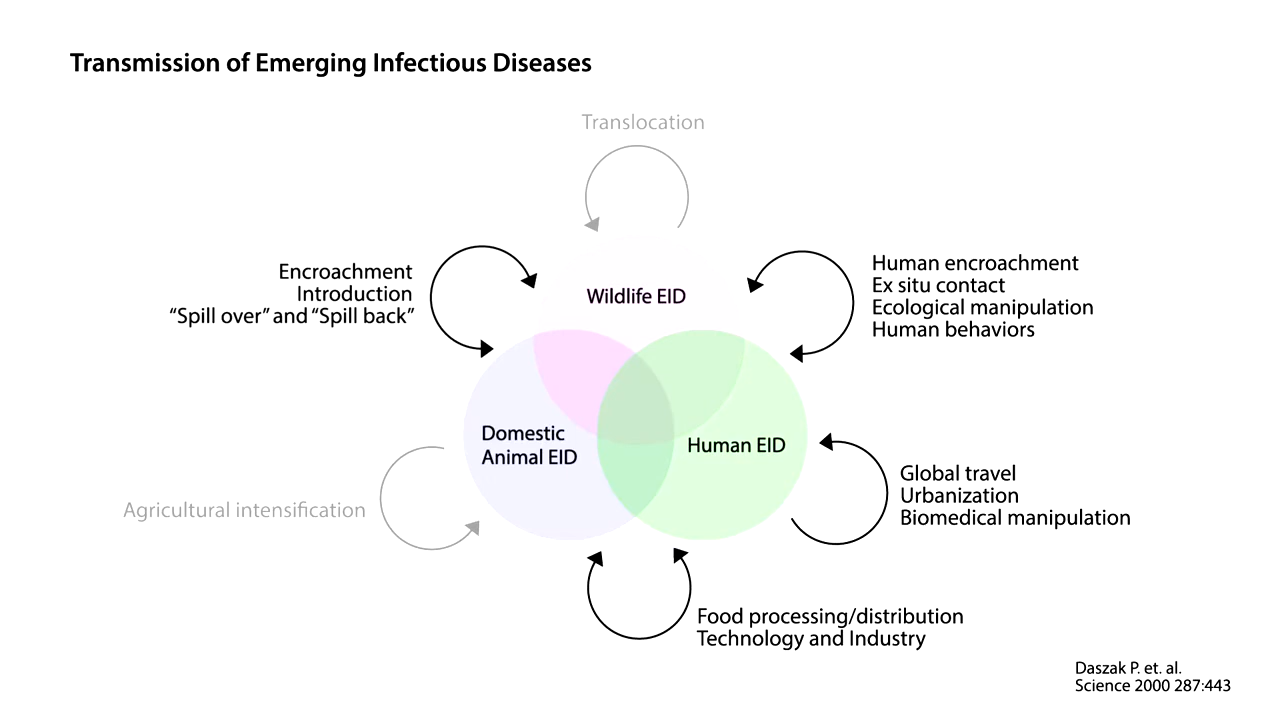 Transmission of Emerging Infectious Diseases
Translocation
Encroachment
Introduction
“Spill over” and “Spill back”
Wildlife EID
Human encroachment
Ex situ contact
Ecological manipulation
Human behaviors
Domestic
Animal EID
Human EID
Agricultural intensification
Global travel
Urbanization
Biomedical manipulation
Food processing/distribution
Technology and Industry
Daszak P. et. al.
Science 2000 287:443